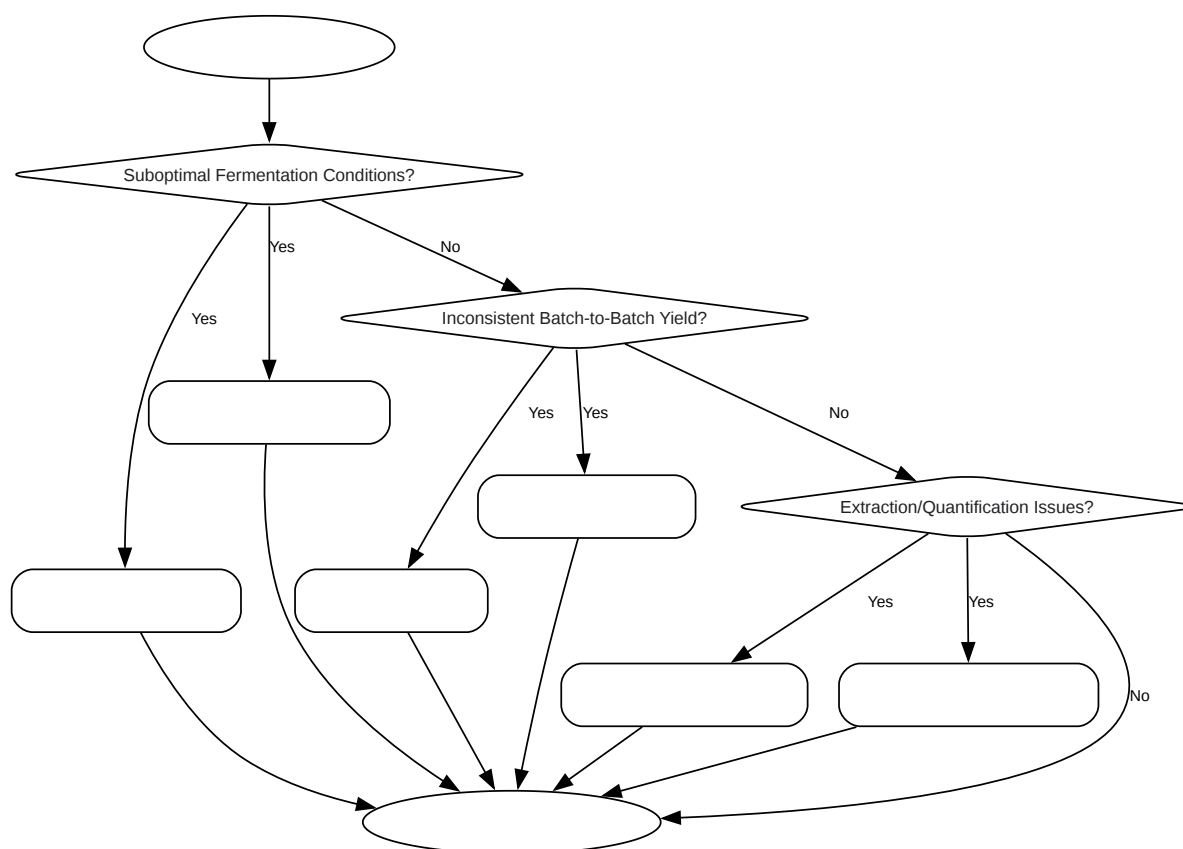 Suboptimal Fermentation Conditions?
Yes
No
Yes
Inconsistent Batch-to-Batch Yield?
Yes
Yes
No
Extraction/Quantification Issues?
Yes
Yes
No